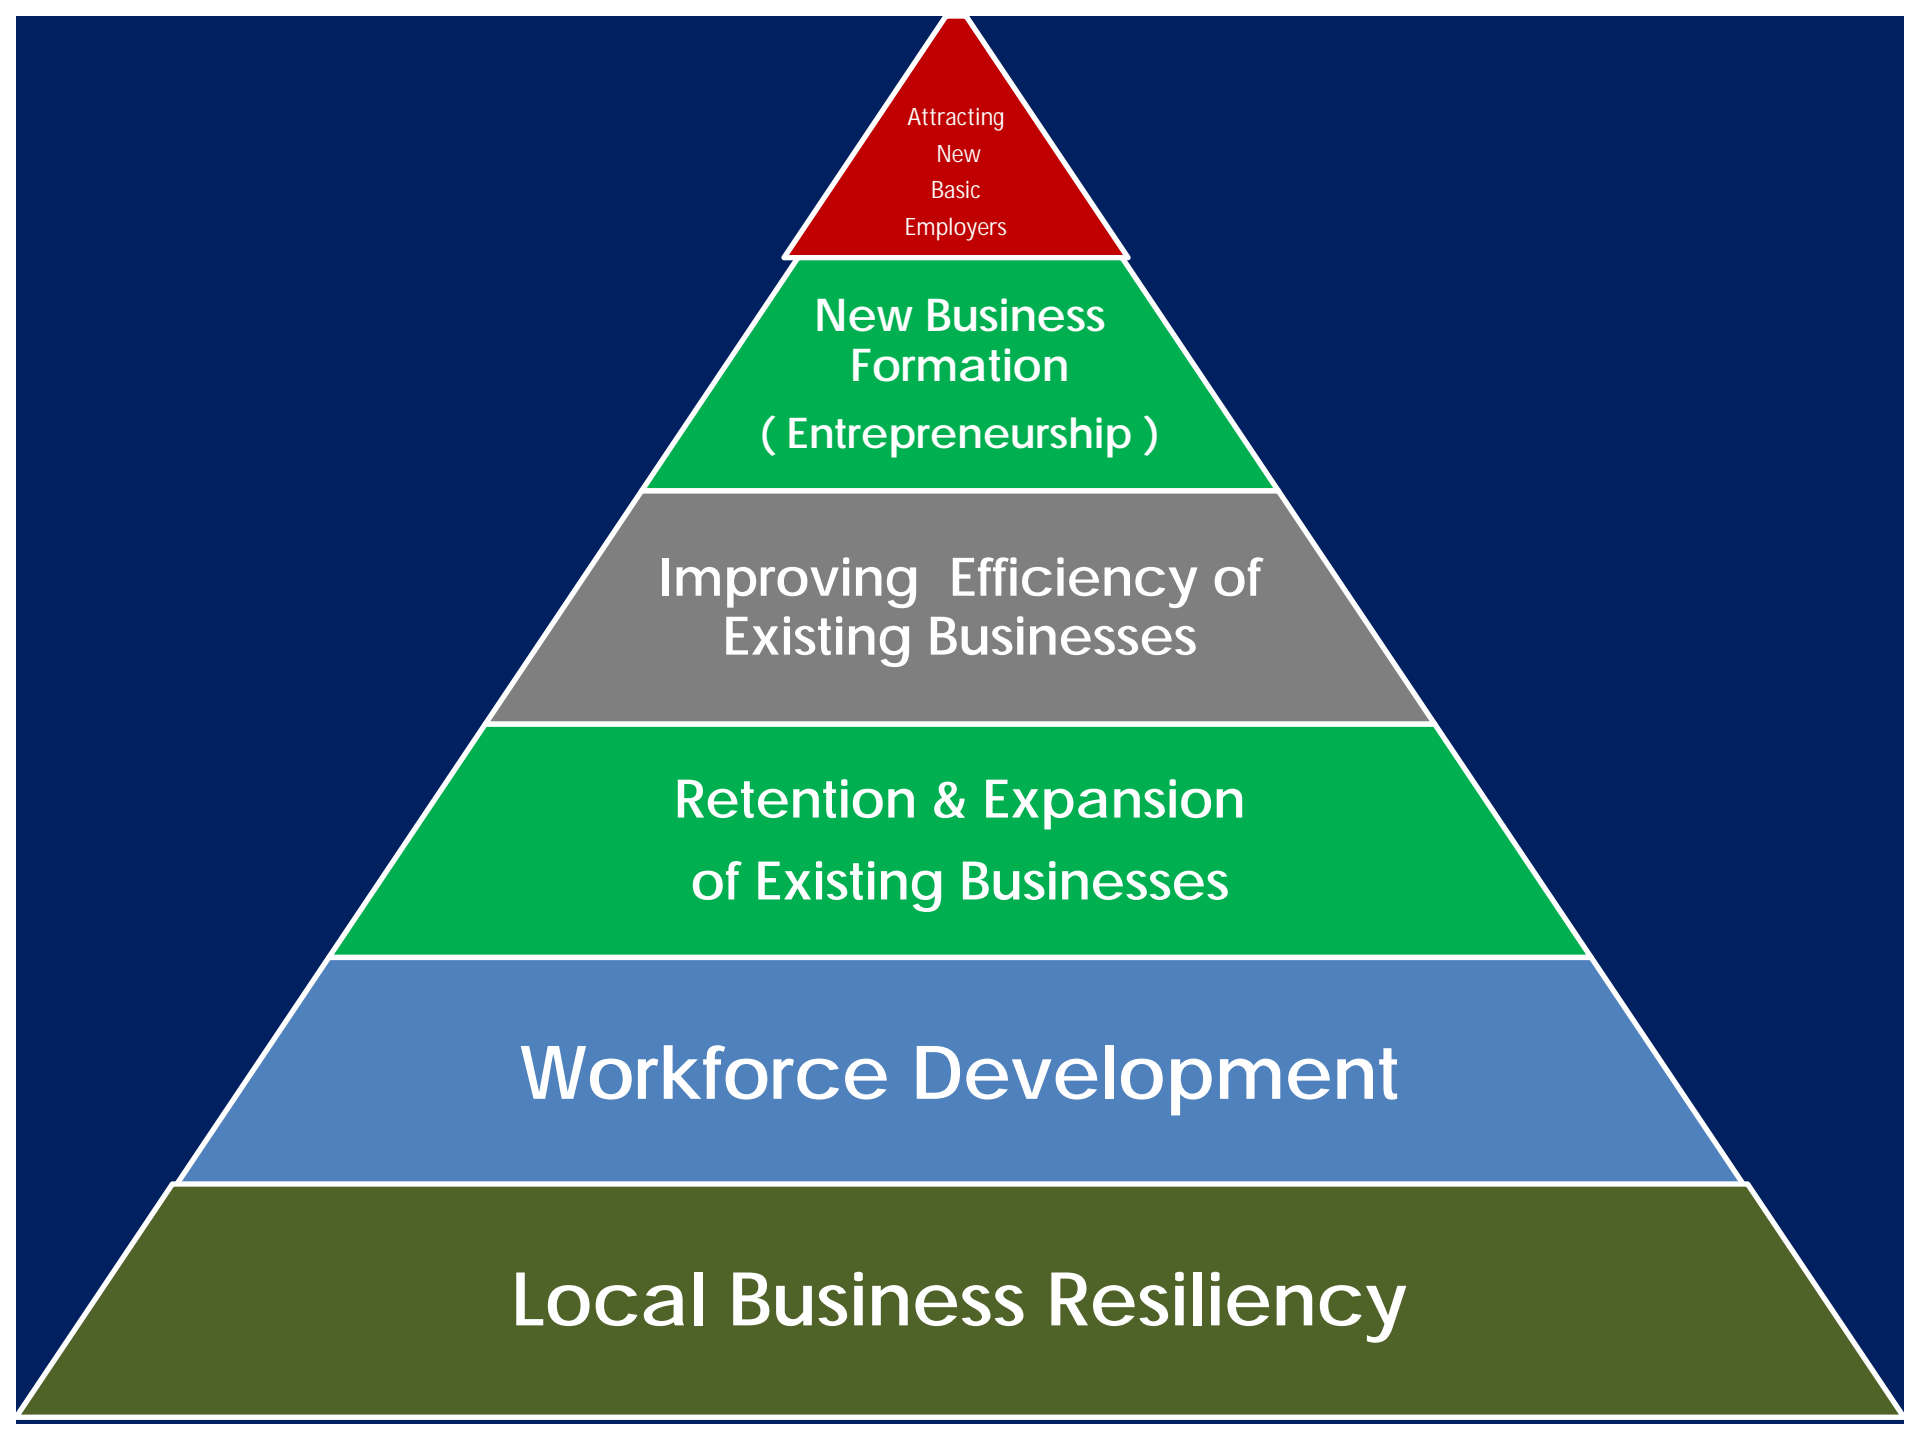 Attracting
New
Basic
Employers
New Business
Formation
( Entrepreneurship )
Improving  Efficiency of
Existing Businesses
Retention & Expansion
of Existing Businesses
Workforce Development
Local Business Resiliency